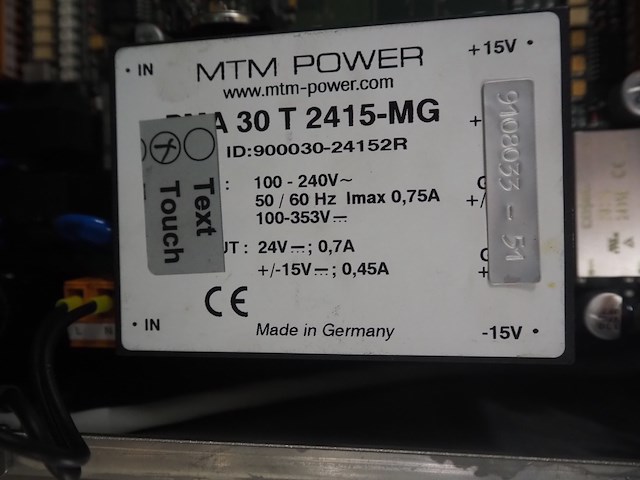 • IN
MTM POWER
+15V •
www.mtm-power.com
A 30 T 2415-MG
+
ID:900030-24152R
: 100 - 240V~
50 / 60 Hz Imax 0,75A
+/
100-353V⎓
UT: 24V⎓; 0,7A
+/-15V⎓; 0,45A
+
CE
• IN
Made in Germany
-15V •
Text
Touch
9108033 - 51